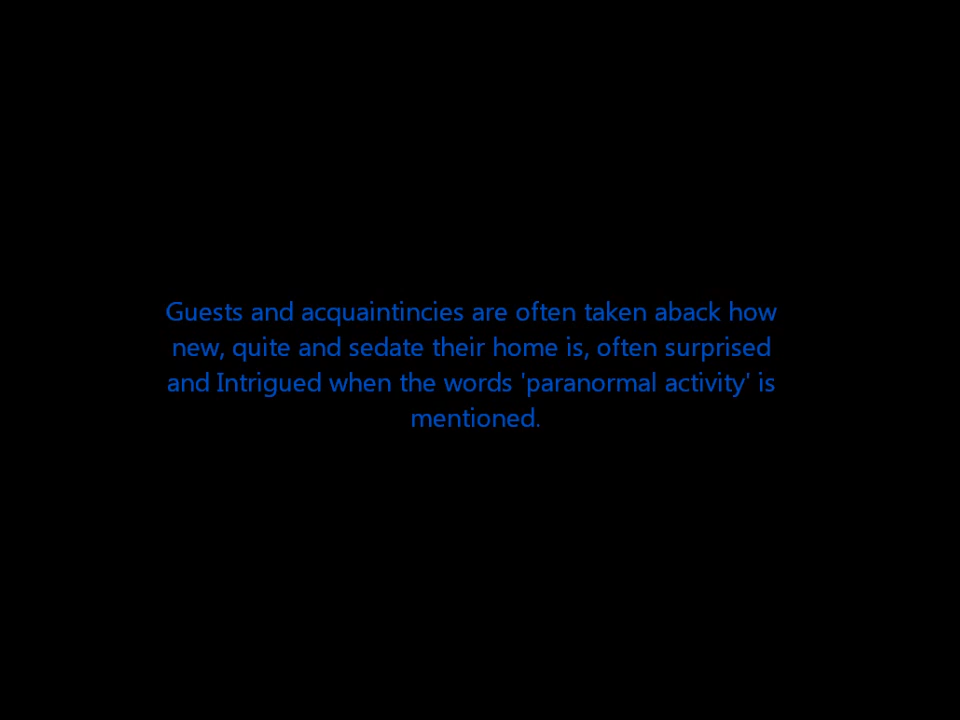 Guests and acquaintincies are often taken aback how
new, quite and sedate their home is, often surprised
and Intrigued when the words 'paranormal activity' is
mentioned.